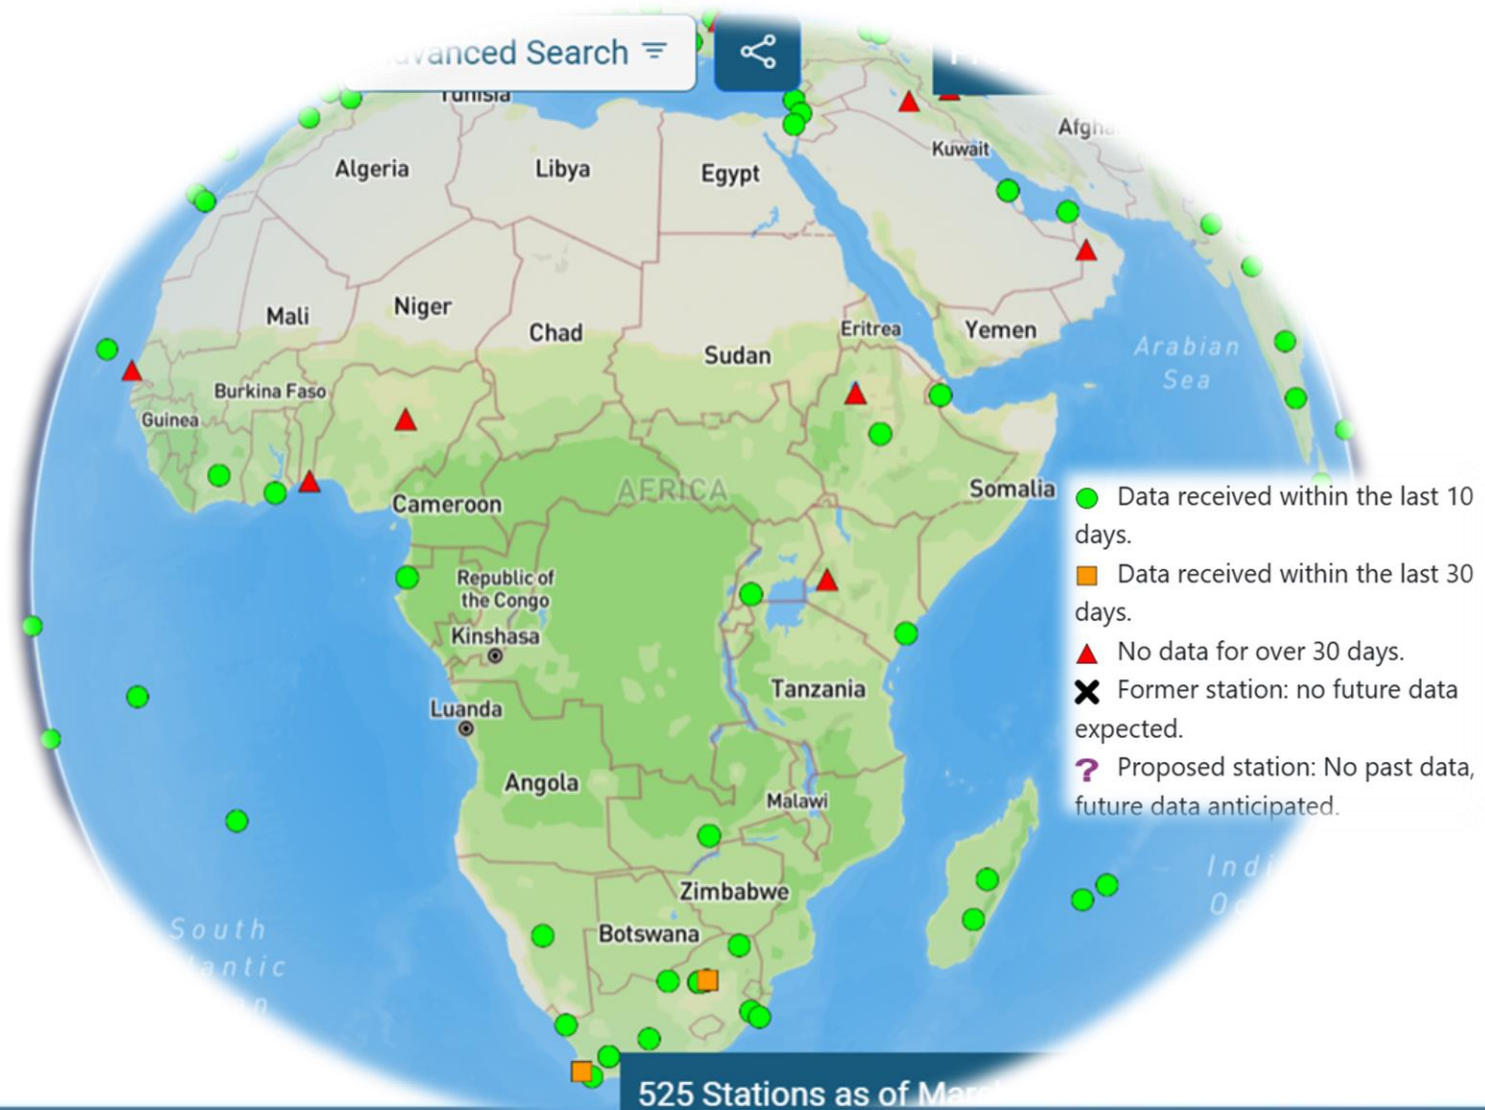 Advanced Search
Tunisia
Algeria
Libya
Egypt
Kuwait
Mali
Niger
Chad
Sudan
Eritrea
Yemen
Arabian
Sea
Burkina Faso
Guinea
AFRICA
Cameroon
Somalia
Republic of
the Congo
Kinshasa
Luanda
Tanzania
Angola
Malawi
Zimbabwe
Botswana
South
Data received within the last 10
days.
Data received within the last 30
days.
No data for over 30 days.
Former station: no future data
expected.
? Proposed station: No past data,
future data anticipated.
525 Stations as of